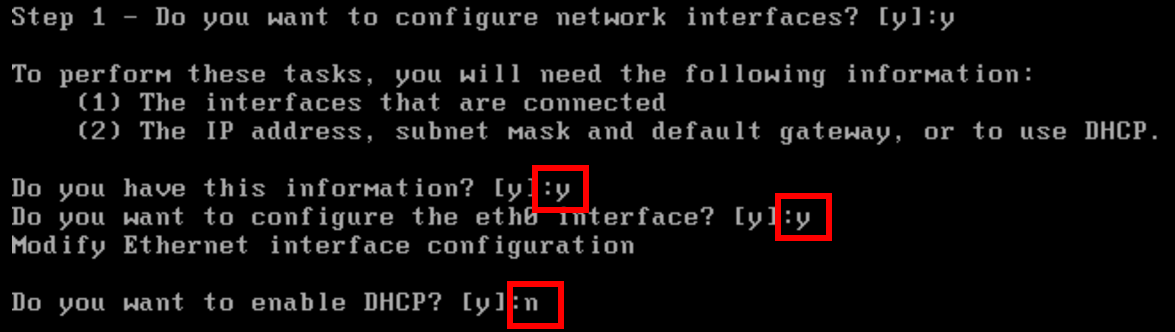 Step 1 - Do you want to configure network interfaces? [y]:y
To perform these tasks, you will need the following information:
(1) The interfaces that are connected
(2) The IP address, subnet mask and default gateway, or to use DHCP.
Do you have this information? [y]:y
Do you want to configure the eth0 interface? [y]:y
Modify Ethernet interface configuration
Do you want to enable DHCP? [y]:n